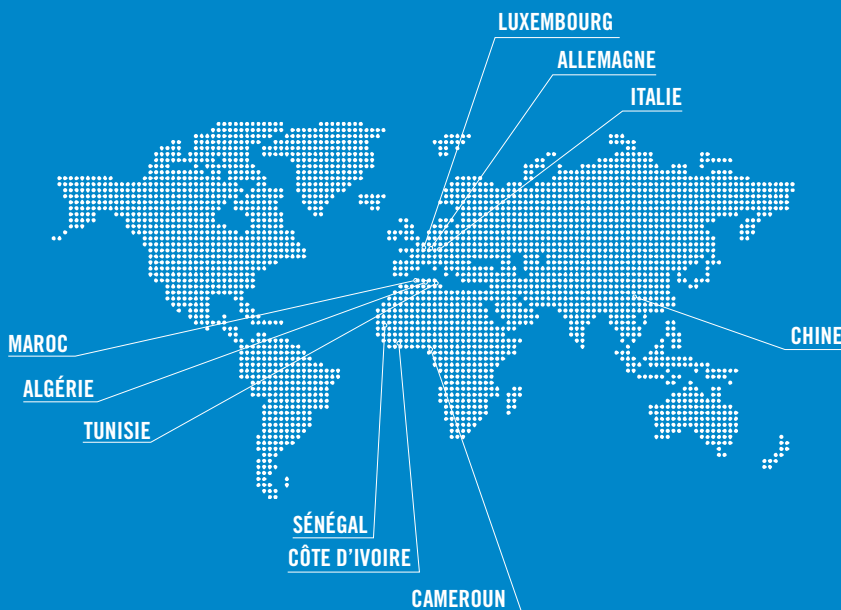 LUXEMBOURG
ALLEMAGNE
ITALIE
MAROC
CHINE
ALGÉRIE
TUNISIE
SÉNÉGAL
CÔTE D'IVOIRE
CAMEROUN